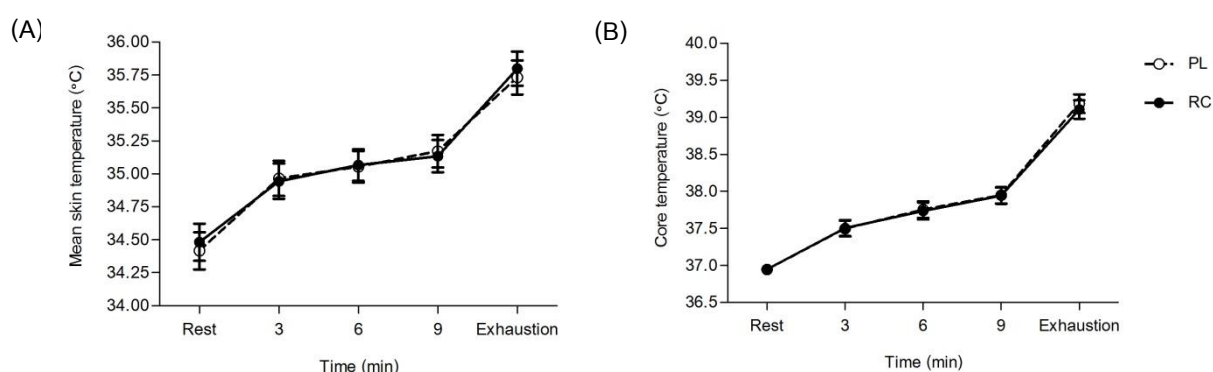 (A)
Mean skin temperature (°C)
36.00
35.75
35.50
35.25
35.00
34.75
34.50
34.25
34.00
Rest 3 6 9 Exhaustion
Time (min)
(B)
Core temperature (°C)
40.0
39.5
39.0
38.5
38.0
37.5
37.0
36.5
Rest 3 6 9 Exhaustion
Time (min)
PL
RC